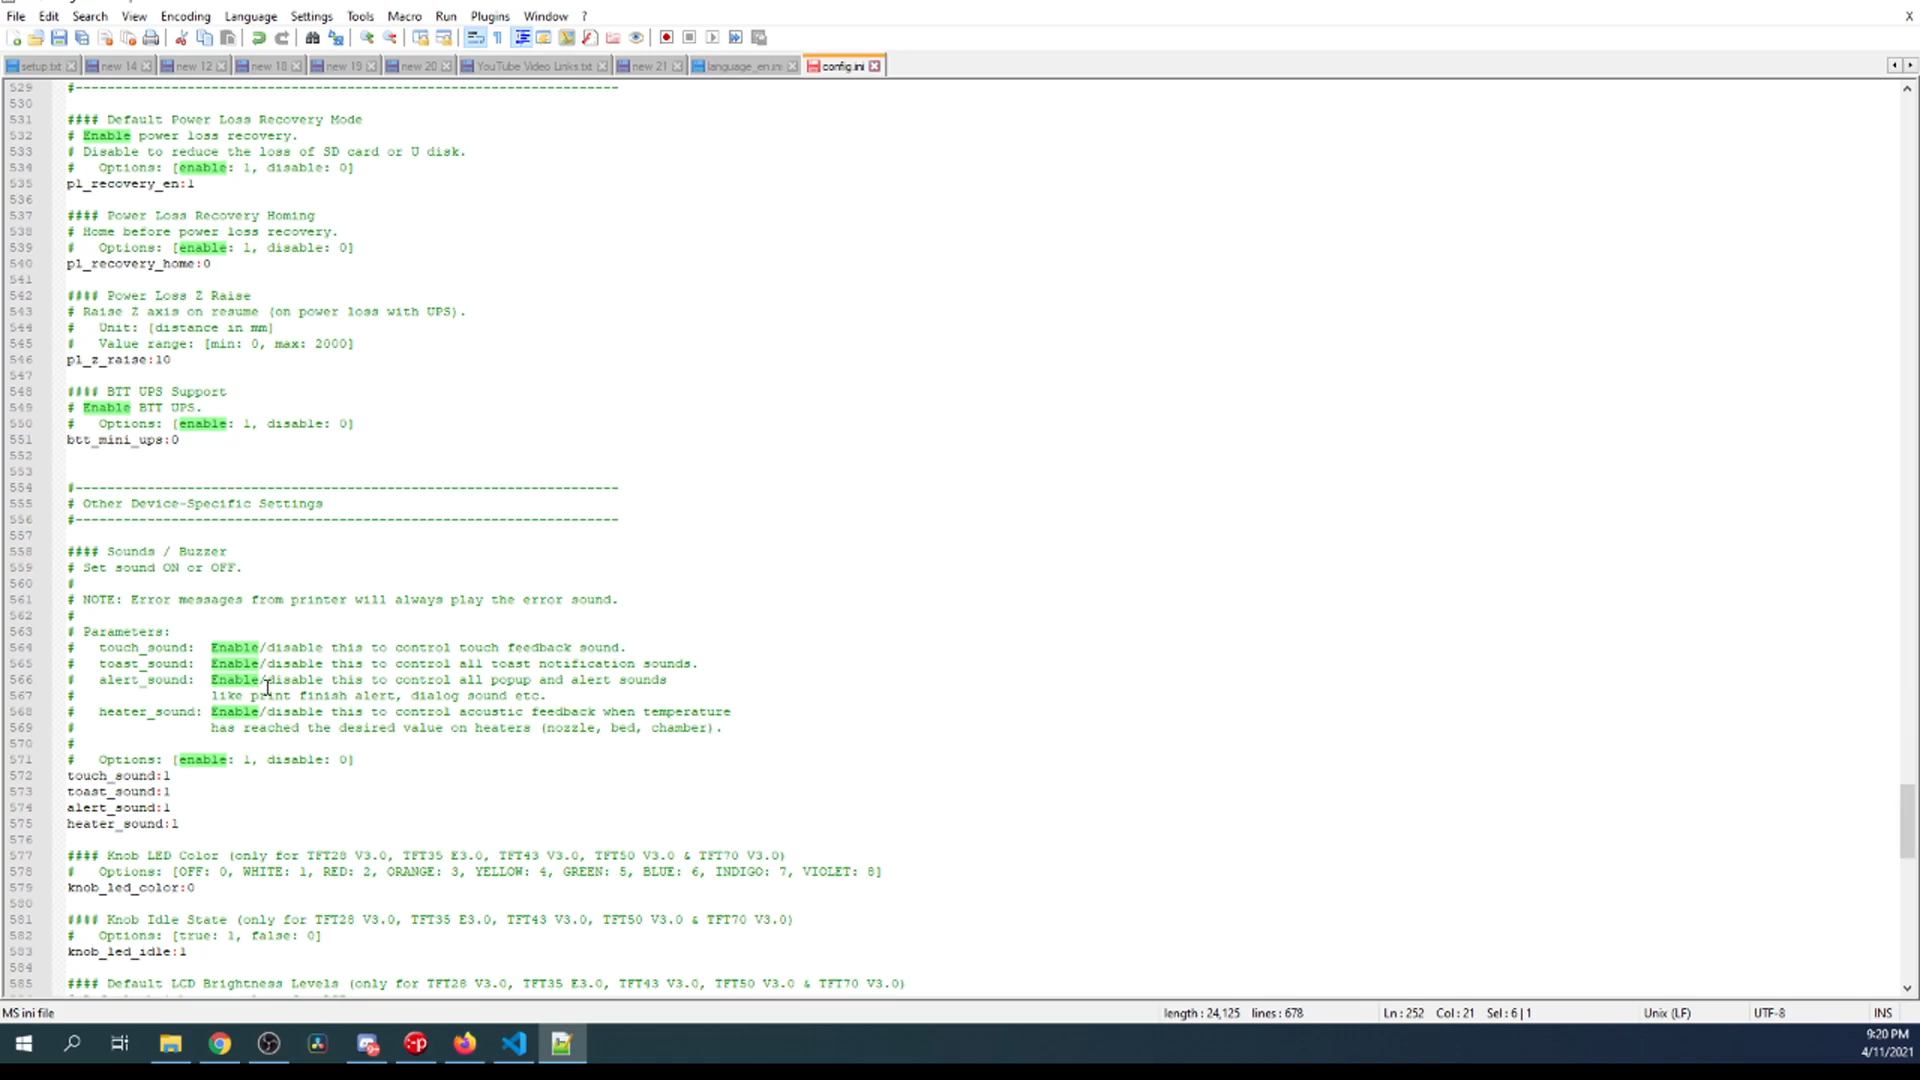 File Edit Search View Encoding Language Settings Tools Macro Run Plugins Window ? X
setup.txt new 14 new 12 new 18 new 19 new 20 YouTube Video Links.txt new 21 language_en.ini config.ini
529 #---------------------------------------------------------------------
530
531 #### Default Power Loss Recovery Mode
532 # Enable power loss recovery.
533 # Disable to reduce the loss of SD card or U disk.
534 #   Options: [enable: 1, disable: 0]
535 pl_recovery_en:1
536
537 #### Power Loss Recovery Homing
538 # Home before power loss recovery.
539 #   Options: [enable: 1, disable: 0]
540 pl_recovery_home:0
541
542 #### Power Loss Z Raise
543 # Raise Z axis on resume (on power loss with UPS).
544 #   Unit: [distance in mm]
545 #   Value range: [min: 0, max: 2000]
546 pl_z_raise:10
547
548 #### BTT UPS Support
549 # Enable BTT UPS.
550 #   Options: [enable: 1, disable: 0]
551 btt_mini_ups:0
552
553
554 #---------------------------------------------------------------------
555 # Other Device-Specific Settings
556 #---------------------------------------------------------------------
557
558 #### Sounds / Buzzer
559 # Set sound ON or OFF.
560 #
561 # NOTE: Error messages from printer will always play the error sound.
562 #
563 # Parameters:
564 #   touch_sound:  Enable/disable this to control touch feedback sound.
565 #   toast_sound:  Enable/disable this to control all toast notification sounds.
566 #   alert_sound:  Enable/disable this to control all popup and alert sounds
567 #                 like print finish alert, dialog sound etc.
568 #   heater_sound: Enable/disable this to control acoustic feedback when temperature
569 #                 has reached the desired value on heaters (nozzle, bed, chamber).
570 #
571 #   Options: [enable: 1, disable: 0]
572 touch_sound:1
573 toast_sound:1
574 alert_sound:1
575 heater_sound:1
576
577 #### Knob LED Color (only for TFT28 V3.0, TFT35 E3.0, TFT43 V3.0, TFT50 V3.0 & TFT70 V3.0)
578 #   Options: [OFF: 0, WHITE: 1, RED: 2, ORANGE: 3, YELLOW: 4, GREEN: 5, BLUE: 6, INDIGO: 7, VIOLET: 8]
579 knob_led_color:0
580
581 #### Knob Idle State (only for TFT28 V3.0, TFT35 E3.0, TFT43 V3.0, TFT50 V3.0 & TFT70 V3.0)
582 #   Options: [true: 1, false: 0]
583 knob_led_idle:1
584
585 #### Default LCD Brightness Levels (only for TFT28 V3.0, TFT35 E3.0, TFT43 V3.0, TFT50 V3.0 & TFT70 V3.0)
MS ini file length : 24,125 lines : 678 Ln : 252 Col : 21 Sel : 6 | 1 Unix (LF) UTF-8 INS
9:20 PM
4/11/2021